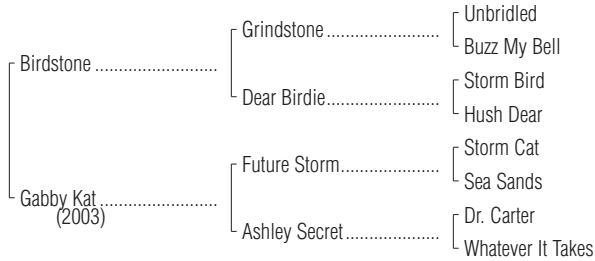 Unbridled
Grindstone
Buzz My Bell
Birdstone
Storm Bird
Dear Birdie
Hush Dear
Storm Cat
Future Storm
Sea Sands
Gabby Kat
(2003)
Dr. Carter
Ashley Secret
Whatever It Takes